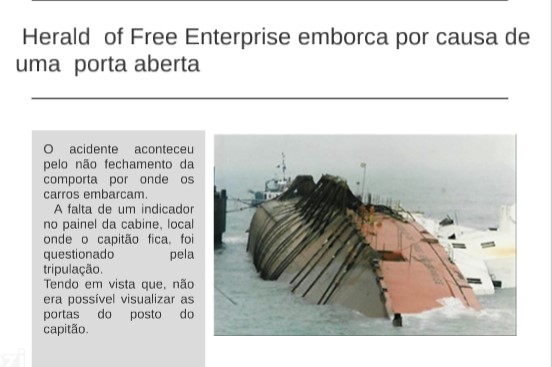 Herald of Free Enterprise emborca por causa de
uma porta aberta
O acidente aconteceu
pelo não fechamento da
comporta por onde os
carros embarcam.
A falta de um indicador
no painel da cabine, local
onde o capitão fica, foi
questionado pela
tripulação.
Tendo em vista que, não
era possível visualizar as
portas do posto do
capitão.